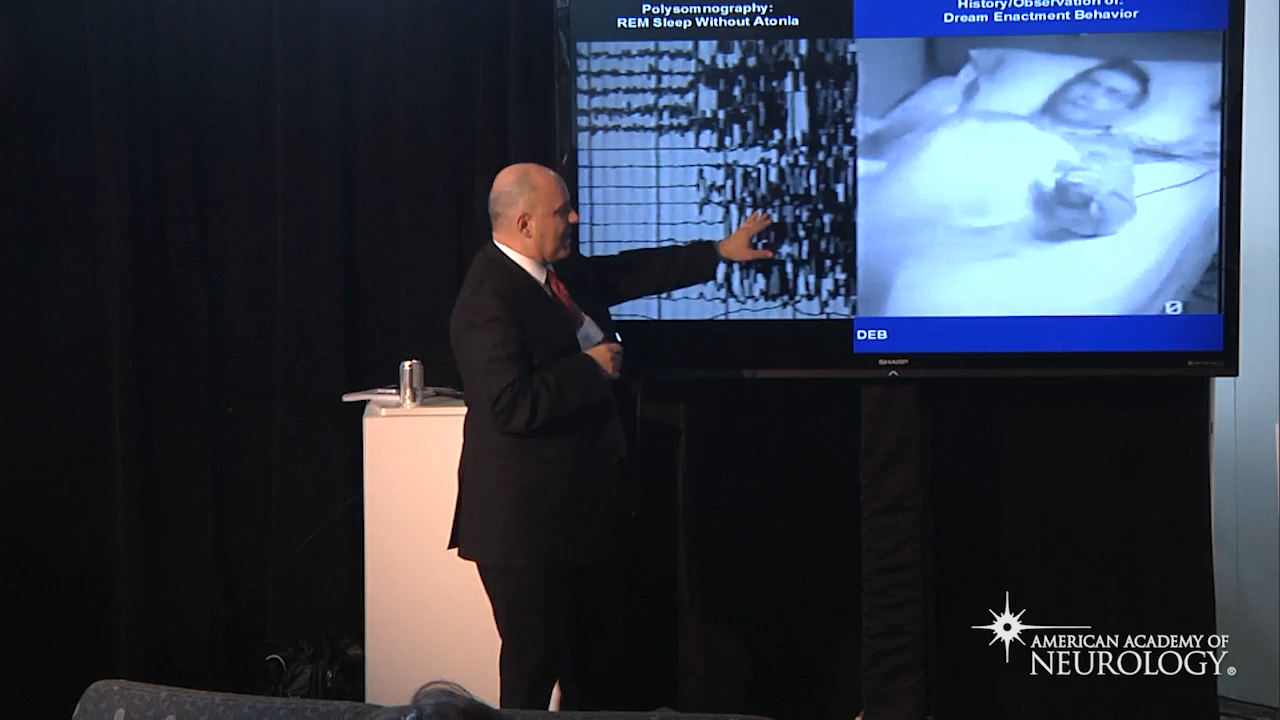 Polysomnography:
REM Sleep Without Atonia
History/Observation of:
Dream Enactment Behavior
DEB
SHARP
AMERICAN ACADEMY OF
NEUROLOGY®